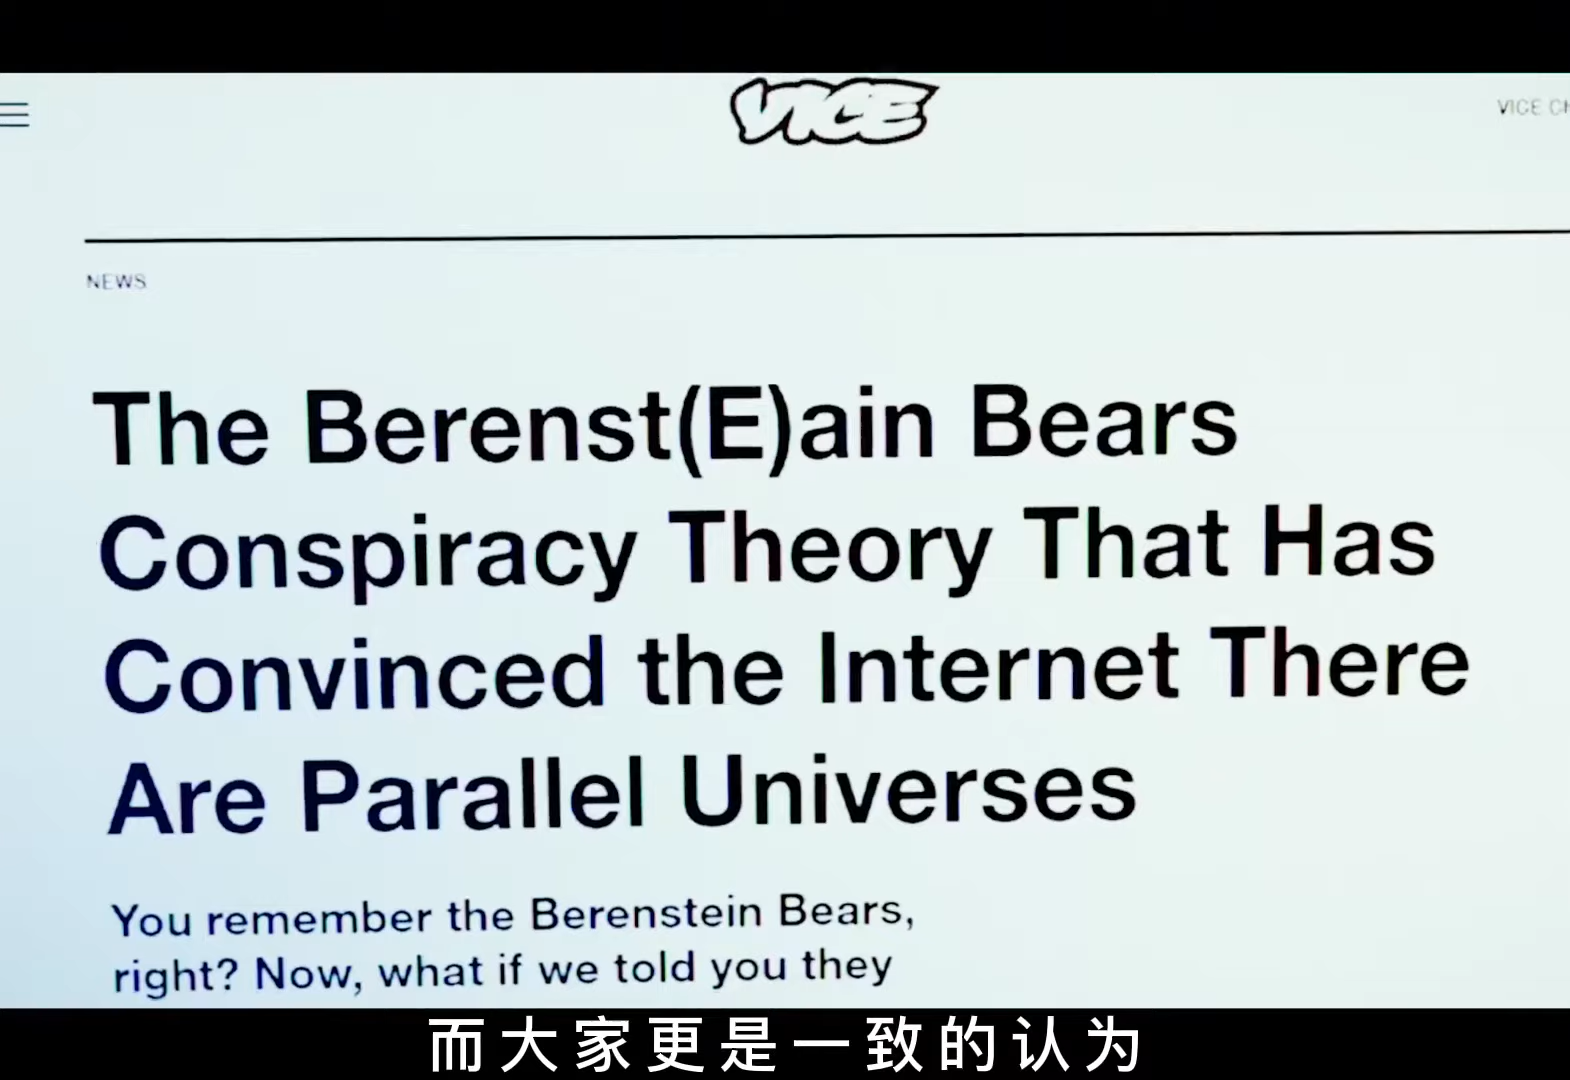 VICE
VICE CH
NEWS
The Berenst(E)ain Bears
Conspiracy Theory That Has
Convinced the Internet There
Are Parallel Universes
You remember the Berenstein Bears,
right? Now, what if we told you they
而大家更是一致的认为